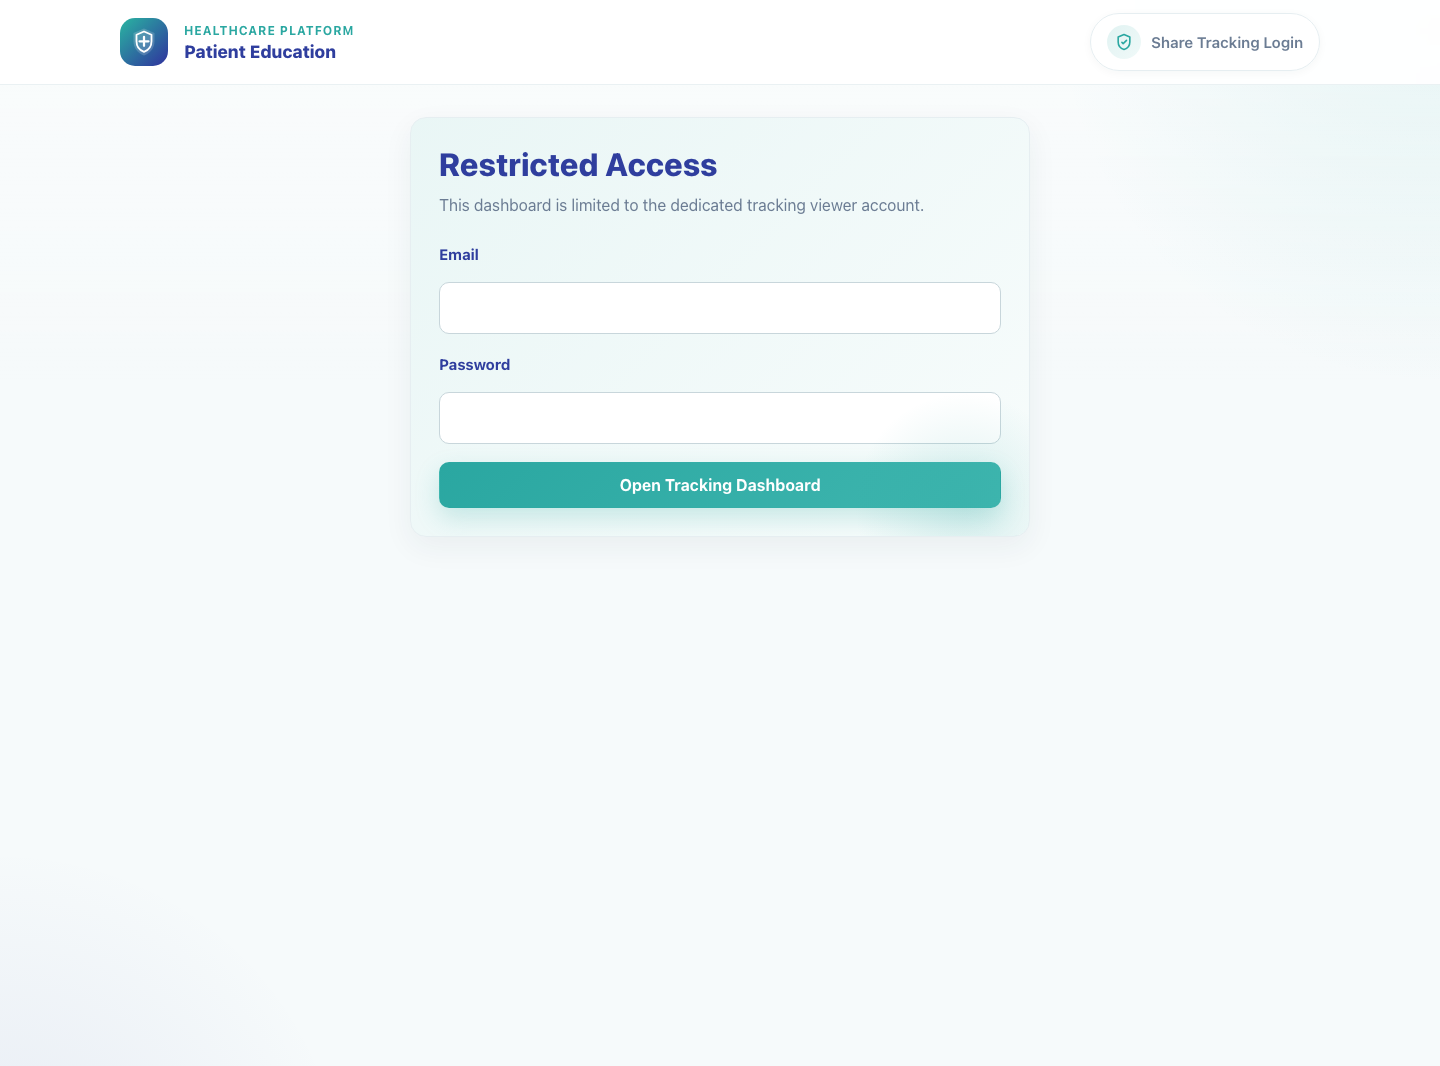 HEALTHCARE PLATFORM
Patient Education
Share Tracking Login
Restricted Access
This dashboard is limited to the dedicated tracking viewer account.
Email
Password
Open Tracking Dashboard